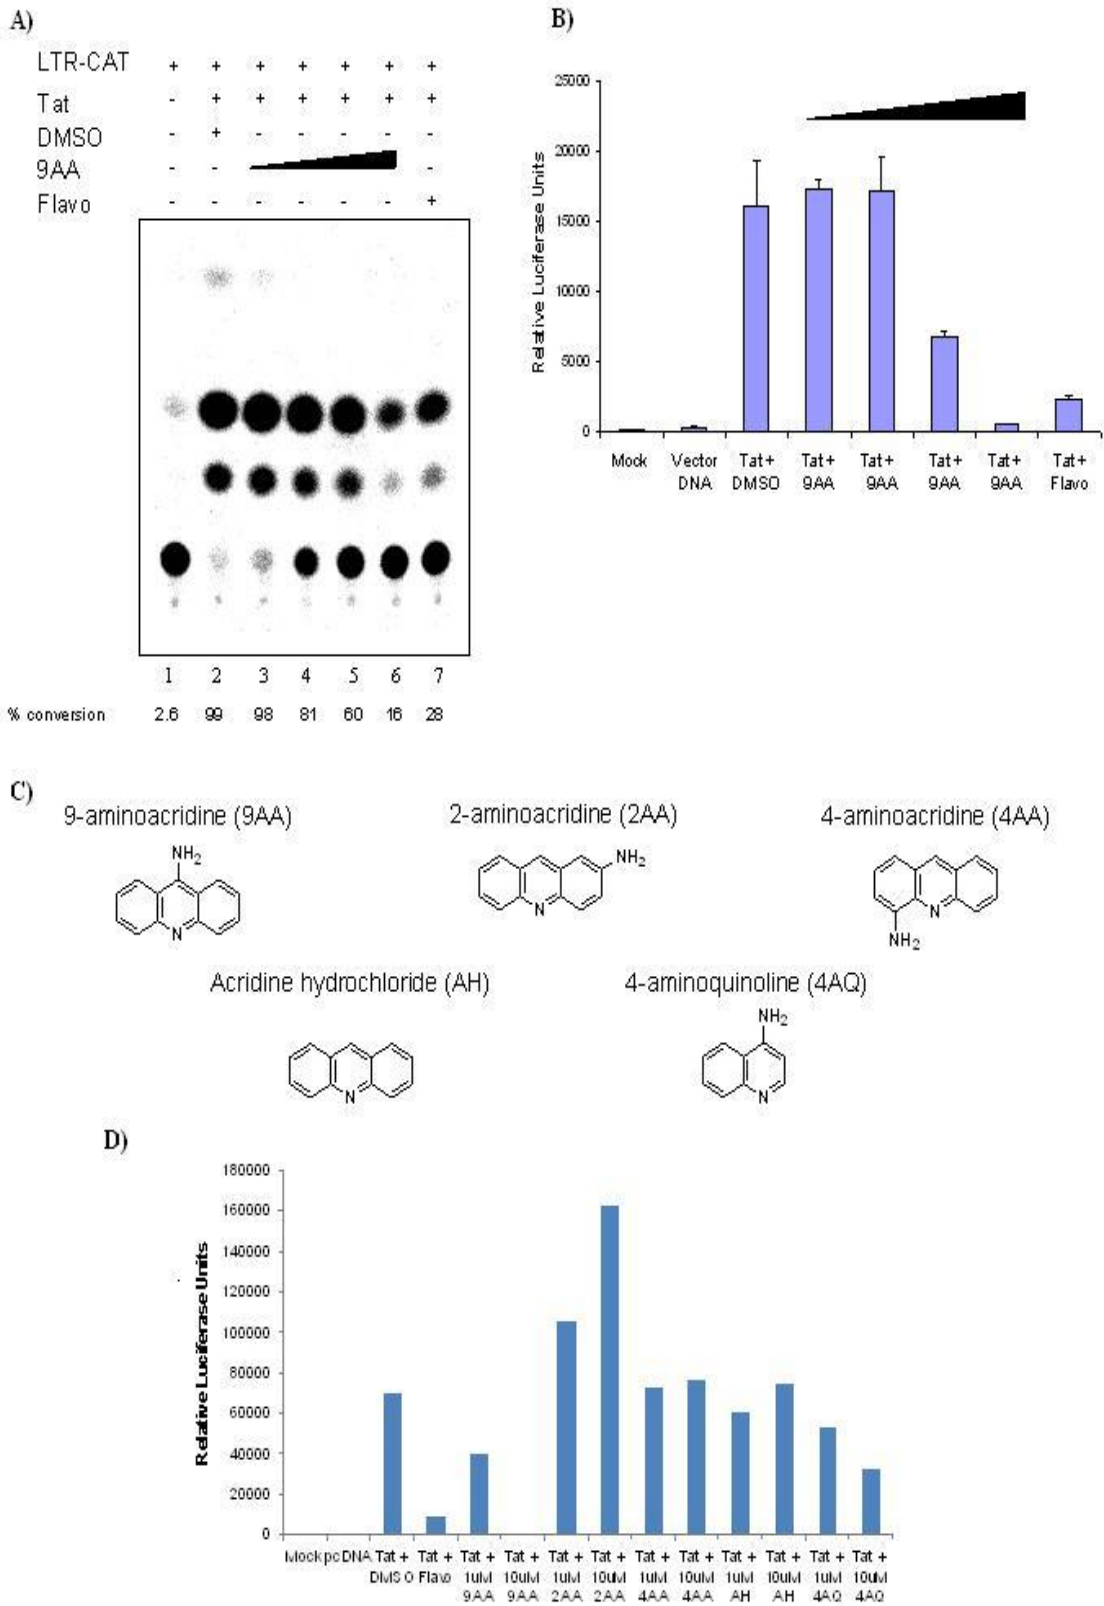 A)
LTR-CAT + + + + + + +
Tat - + + + + + +
DMSO - + - - - - -
9AA - - -
Flavo - - - - - - +
1 2 3 4 5 6 7
% conversion 2.6 99 98 81 60 16 28
B)
Relative Luciferase Units
25000
20000
15000
10000
5000
0
Mock
Vector DNA
Tat + DMSO
Tat + 9AA
Tat + 9AA
Tat + 9AA
Tat + 9AA
Tat + Flavo
C)
9-aminoacridine (9AA)
NH2
N
2-aminoacridine (2AA)
NH2
N
4-aminoacridine (4AA)
N
NH2
Acridine hydrochloride (AH)
N
4-aminoquinoline (4AQ)
NH2
N
D)
Relative Luciferase Units
180000
160000
140000
120000
100000
80000
60000
40000
20000
0
Mock
pcDNA
Tat + DMSO
Tat + Flavo
Tat + 1uM 9AA
Tat + 10uM 9AA
Tat + 1uM 2AA
Tat + 10uM 2AA
Tat + 1uM 4AA
Tat + 10uM 4AA
Tat + 1uM AH
Tat + 10uM AH
Tat + 1uM 4AQ
Tat + 10uM 4AQ